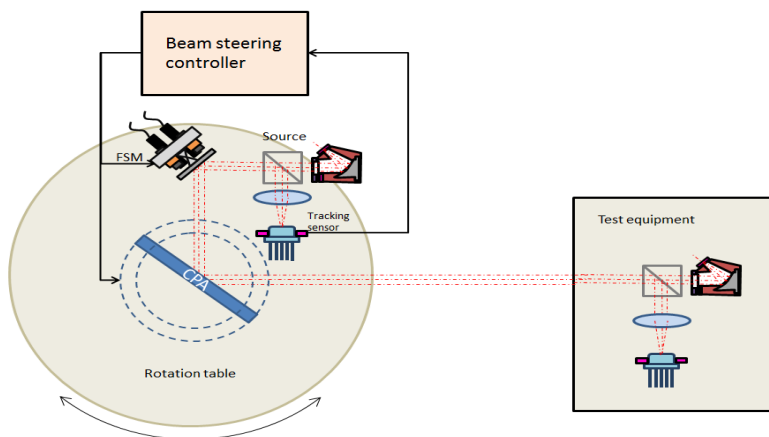 Beam steering
controller
FSM
Source
Tracking
sensor
CPA
Rotation table
Test equipment